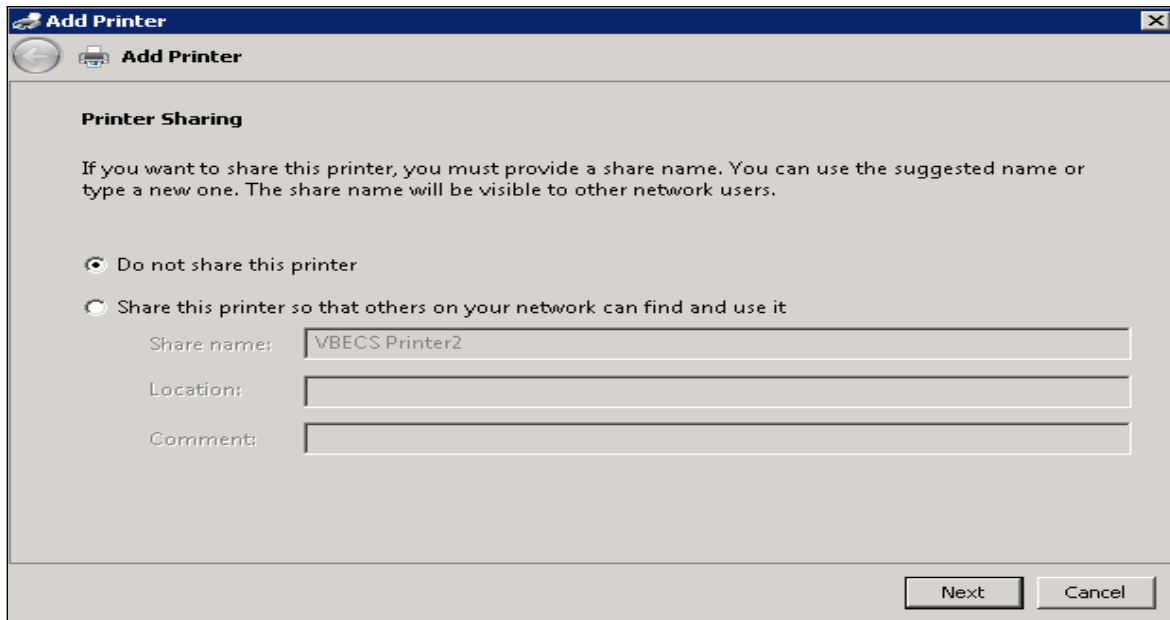 Add Printer
Add Printer
Printer Sharing
If you want to share this printer, you must provide a share name. You can use the suggested name or
type a new one. The share name will be visible to other network users.
Do not share this printer
Share this printer so that others on your network can find and use it
Share name: VBECS Printer2
Location:
Comment:
Next Cancel